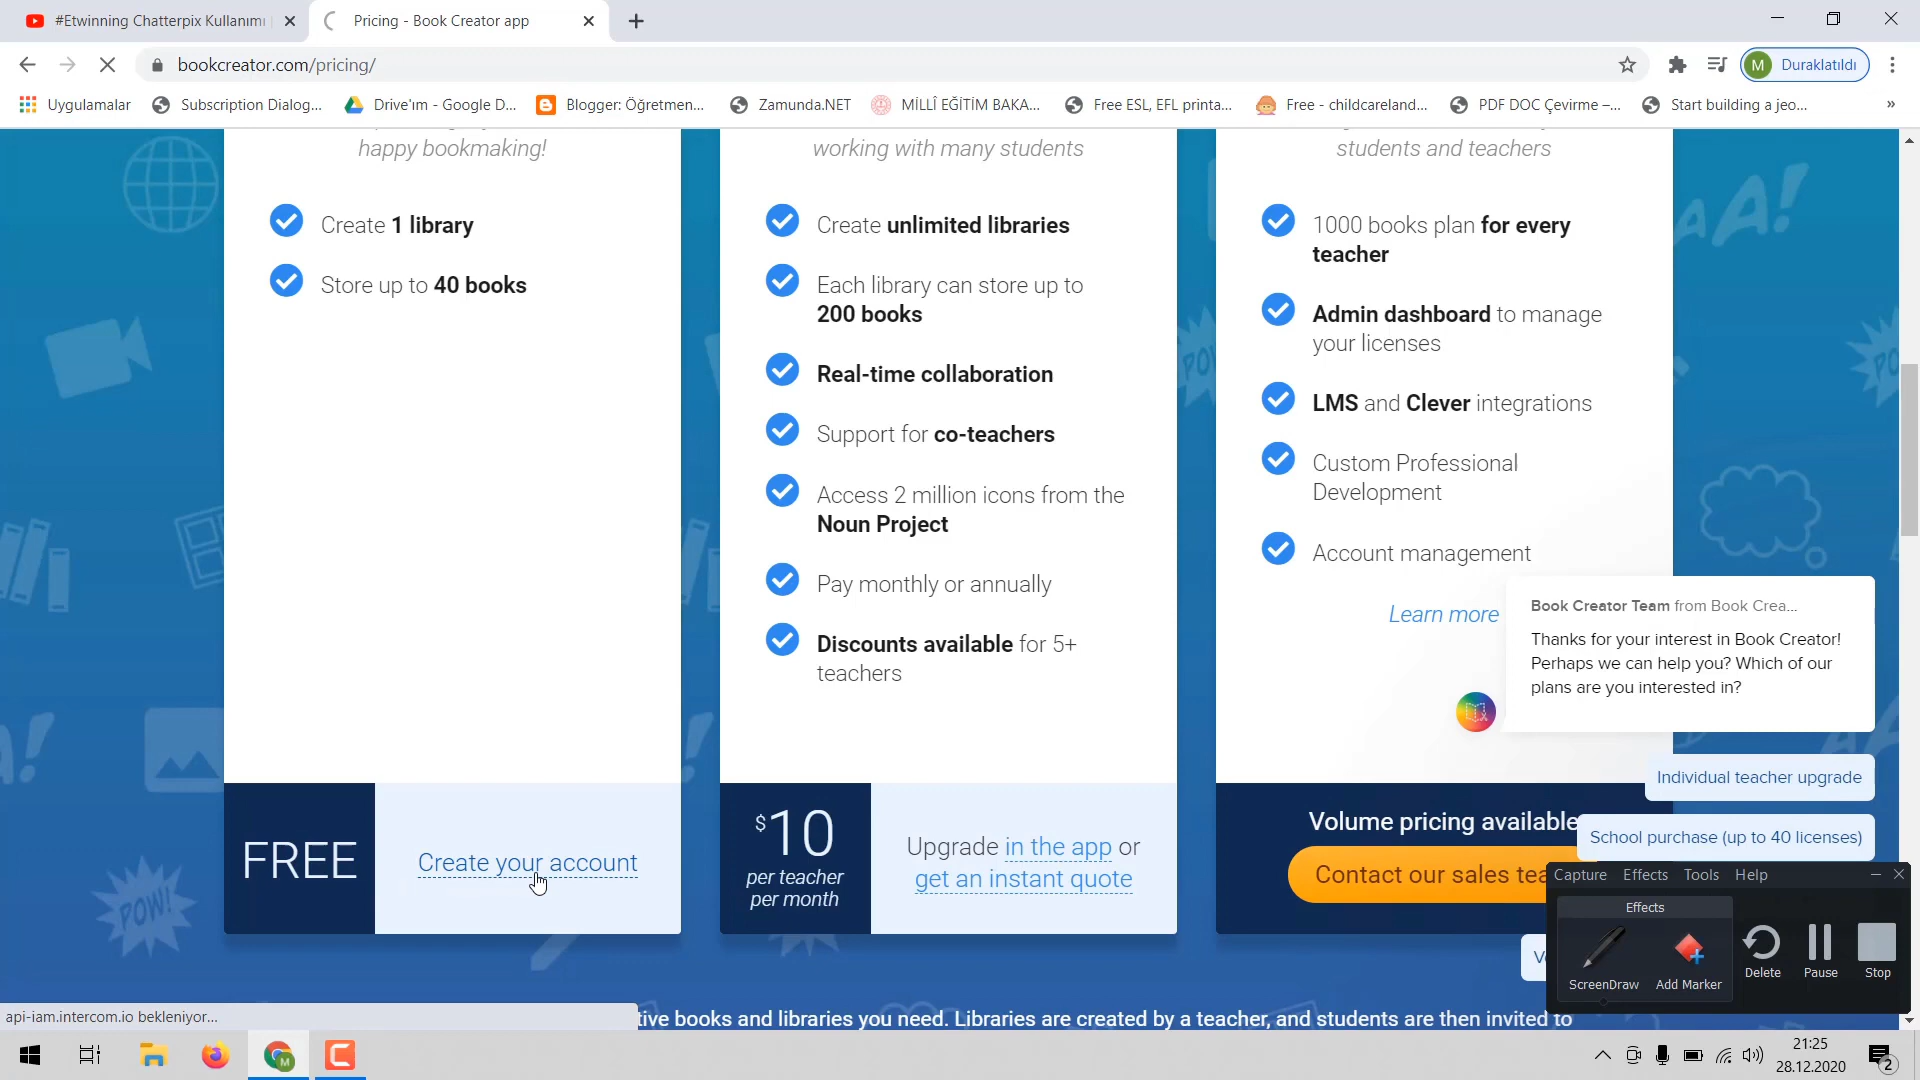 #Etwinning Chatterpix Kullanımı
Pricing - Book Creator app
bookcreator.com/pricing/
M Duraklatıldı
Uygulamalar
Subscription Dialog...
Drive'ım - Google D...
Blogger: Öğretmen...
Zamunda.NET
MİLLÎ EĞİTİM BAKA...
Free ESL, EFL printa...
Free - childcareland...
PDF DOC Çevirme –...
Start building a jeo...
»
happy bookmaking!
Create 1 library
Store up to 40 books
FREE
Create your account
working with many students
Create unlimited libraries
Each library can store up to
200 books
Real-time collaboration
Support for co-teachers
Access 2 million icons from the
Noun Project
Pay monthly or annually
Discounts available for 5+
teachers
$10
per teacher
per month
Upgrade in the app or
get an instant quote
students and teachers
1000 books plan for every
teacher
Admin dashboard to manage
your licenses
LMS and Clever integrations
Custom Professional
Development
Account management
Learn more
Volume pricing available
Contact our sales tea
Book Creator Team from Book Crea...
Thanks for your interest in Book Creator!
Perhaps we can help you? Which of our
plans are you interested in?
Individual teacher upgrade
School purchase (up to 40 licenses)
Capture Effects Tools Help
Effects
ScreenDraw
Add Marker
Delete
Pause
Stop
POW!
api-iam.intercom.io bekleniyor...
tive books and libraries you need. Libraries are created by a teacher, and students are then invited to
21:25
28.12.2020
2